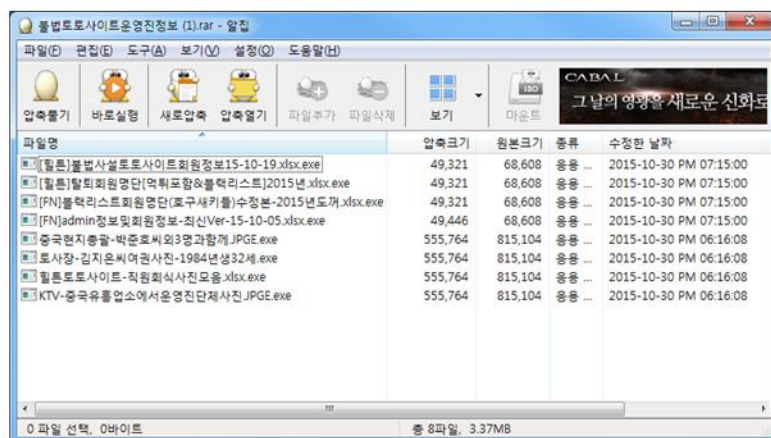 불법토토사이트운영진정보 (1).rar - 알집
파일(F) 편집(E) 도구(A) 보기(V) 설정(O) 도움말(H)
압축풀기 바로실행 새로압축 압축열기 파일추가 파일삭제 보기 마운트
ISO
CABAL
그날의 영광을 새로운 신화로
파일명 압축크기 원본크기 종류 수정한 날짜
[힐튼]불법사설토토사이트회원정보15-10-19.xlsx.exe 49,321 68,608 응용 ... 2015-10-30 PM 07:15:00
[힐튼]탈퇴회원명단[먹튀포함&블랙리스트]2015년.xlsx.exe 49,321 68,608 응용 ... 2015-10-30 PM 07:15:00
[FN]블랙리스트회원명단(호구새키들)수정본-2015년도꺼.xlsx.exe 49,321 68,608 응용 ... 2015-10-30 PM 07:15:00
[FN]admin정보및회원정보-최신Ver-15-10-05.xlsx.exe 49,446 68,608 응용 ... 2015-10-30 PM 07:15:00
중국현지총괄-박준호씨외3명과함께.JPGE.exe 555,764 815,104 응용 ... 2015-10-30 PM 06:16:08
토사장-김지은씨여권사진-1984년생32세.exe 555,764 815,104 응용 ... 2015-10-30 PM 06:16:08
힐튼토토사이트-직원회식사진모음.xlsx.exe 555,764 815,104 응용 ... 2015-10-30 PM 06:16:08
KTV-중국유흥업소에서운영진단체사진.JPGE.exe 555,764 815,104 응용 ... 2015-10-30 PM 06:16:08
0 파일 선택, 0바이트 총 8파일, 3.37MB